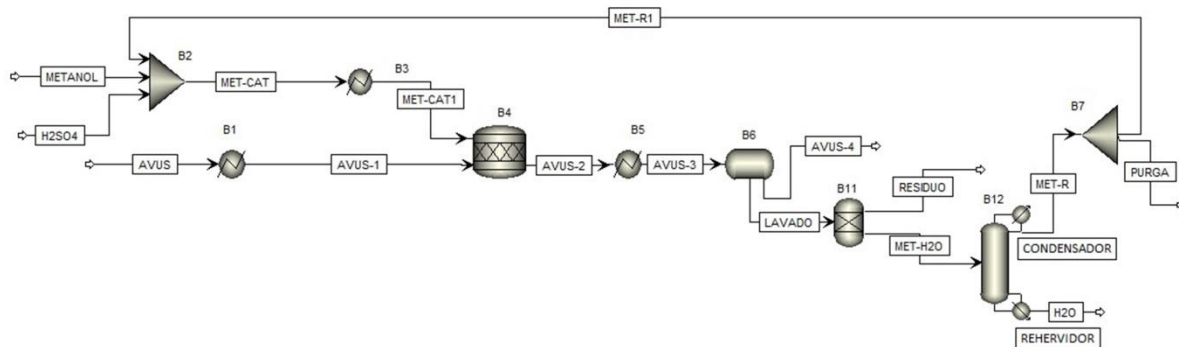 MET-R1
B2
METANOL
MET-CAT
B3
MET-CAT1
H2SO4
B1
AVUS
AVUS-1
B4
AVUS-2
B5
AVUS-3
B6
AVUS-4
B7
PURGA
MET-R
RESIDUO
B11
LAVADO
MET-H2O
B12
CONDENSADOR
H2O
REHERVIDOR